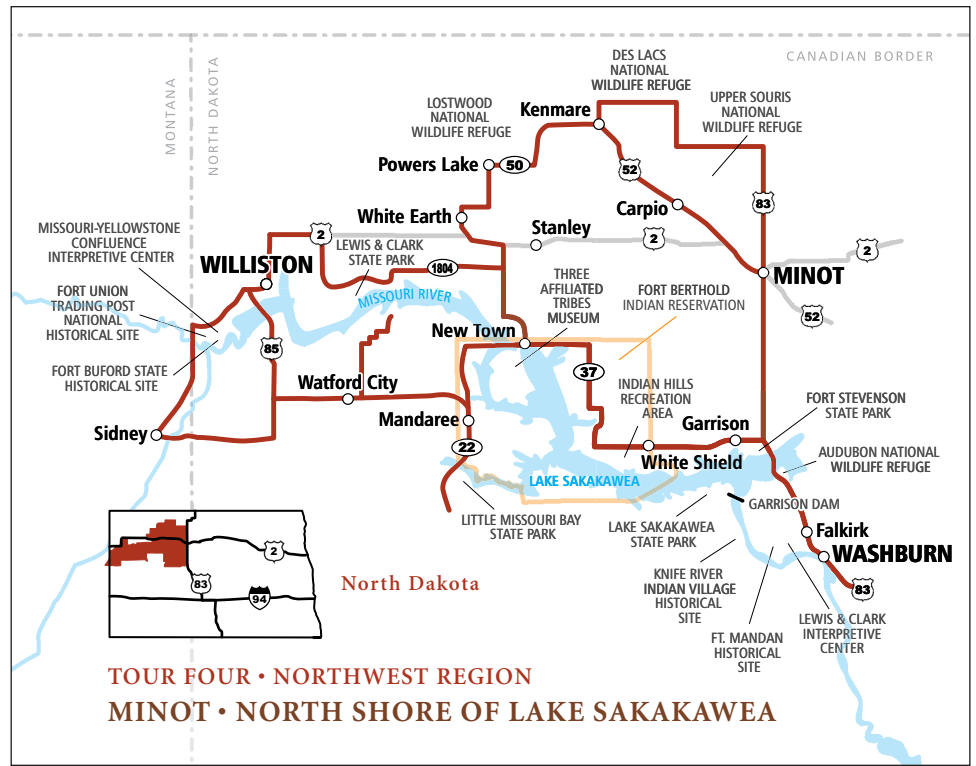 CANADIAN BORDER
MONTANA
NORTH DAKOTA
DES LACS
NATIONAL
WILDLIFE REFUGE
LOSTWOOD
NATIONAL
WILDLIFE REFUGE
Kenmare
UPPER SOURIS
NATIONAL
WILDLIFE REFUGE
Powers Lake
50
52
Carpio
83
White Earth
Stanley
2
2
2
MISSOURI-YELLOWSTONE
CONFLUENCE
INTERPRETIVE CENTER
LEWIS & CLARK
STATE PARK
WILLISTON
1804
MINOT
THREE
AFFILIATED
TRIBES
MUSEUM
FORT BERTHOLD
INDIAN RESERVATION
FORT UNION
TRADING POST
NATIONAL
HISTORICAL SITE
MISSOURI RIVER
52
New Town
85
FORT BUFORD STATE
HISTORICAL SITE
37
Watford City
INDIAN HILLS
RECREATION
AREA
FORT STEVENSON
STATE PARK
Mandaree
Garrison
Sidney
22
White Shield
AUDUBON NATIONAL
WILDLIFE REFUGE
LAKE SAKAKAWEA
GARRISON DAM
LITTLE MISSOURI BAY
STATE PARK
LAKE SAKAKAWEA
STATE PARK
Falkirk
WASHBURN
2
83
94
North Dakota
KNIFE RIVER
INDIAN VILLAGE
HISTORICAL
SITE
83
FT. MANDAN
HISTORICAL
SITE
LEWIS & CLARK
INTERPRETIVE
CENTER
TOUR FOUR • NORTHWEST REGION
MINOT • NORTH SHORE OF LAKE SAKAKAWEA